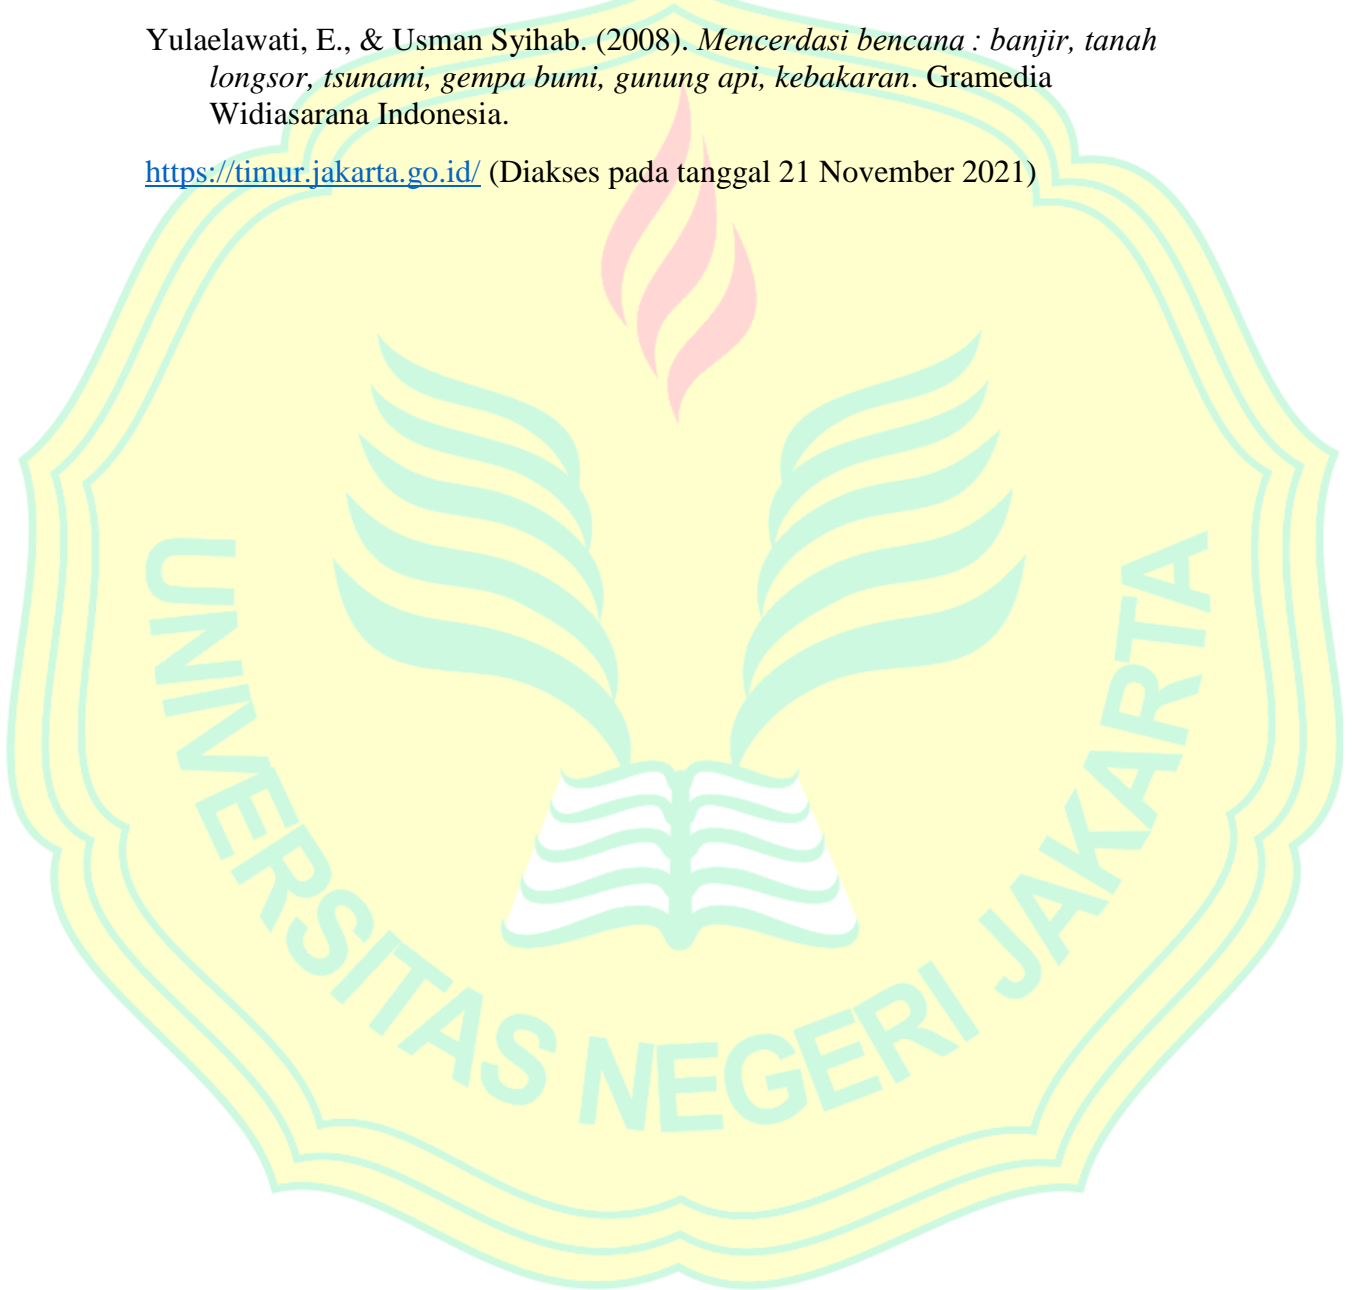 Yulaelawati, E., & Usman Syihab. (2008). Mencerdasi bencana : banjir, tanah
longsor, tsunami, gempa bumi, gunung api, kebakaran. Gramedia
Widiasarana Indonesia.
https://timur.jakarta.go.id/ (Diakses pada tanggal 21 November 2021)
UNIVERSITAS NEGERI JAKARTA